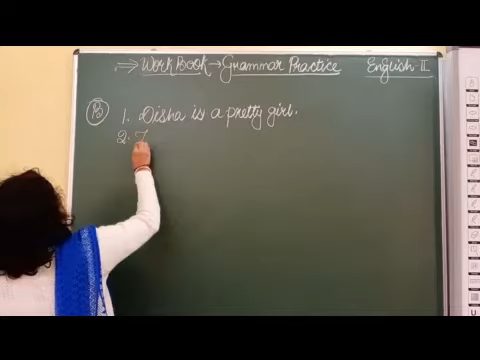 ⇒ Work Book → Grammar Practice English-II
(B) 1. Disha is a pretty girl.
2.